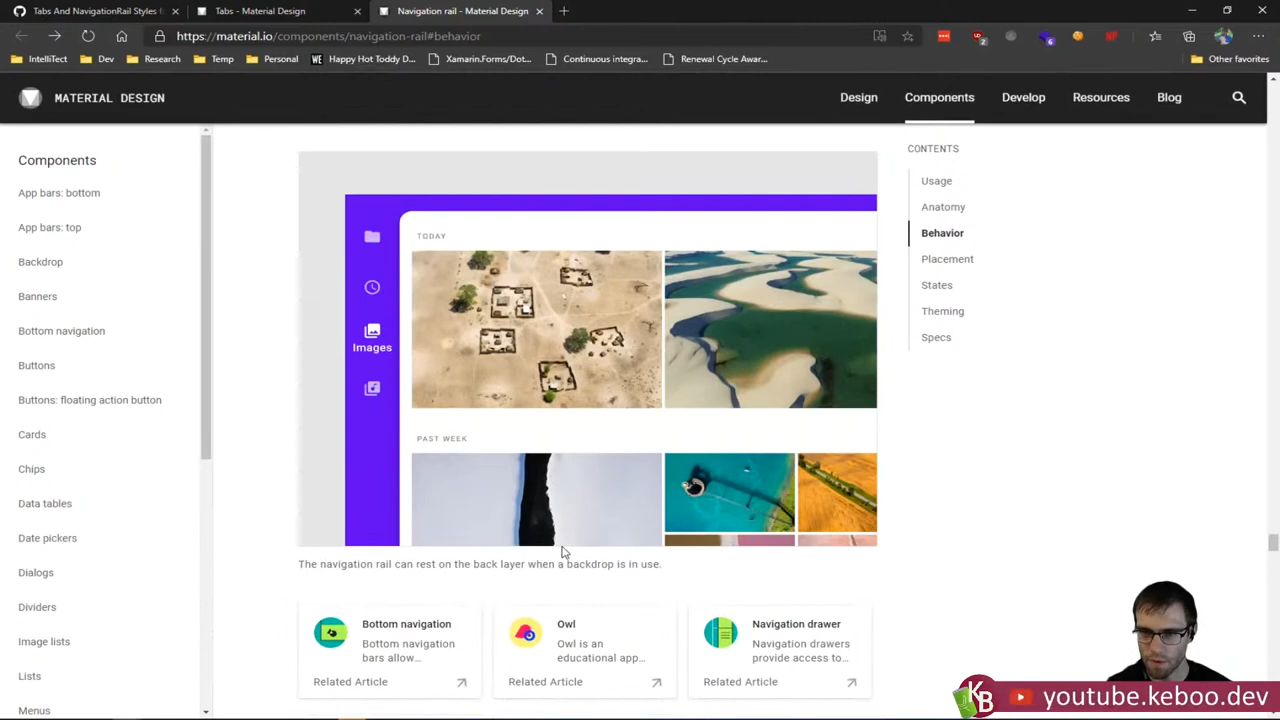 Tabs And NavigationRail Styles f
Tabs - Material Design
Navigation rail - Material Design
https://material.io/components/navigation-rail#behavior
IntelliTect
Dev
Research
Temp
Personal
WE Happy Hot Toddy D...
Xamarin.Forms/Dot...
Continuous integra...
Renewal Cycle Awa...
Other favorites
MATERIAL DESIGN
Design
Components
Develop
Resources
Blog
Components
App bars: bottom
App bars: top
Backdrop
Banners
Bottom navigation
Buttons
Buttons: floating action button
Cards
Chips
Data tables
Date pickers
Dialogs
Dividers
Image lists
Lists
Menus
TODAY
Images
PAST WEEK
The navigation rail can rest on the back layer when a backdrop is in use.
Bottom navigation
Bottom navigation
bars allow...
Related Article
Owl
Owl is an
educational app...
Related Article
Navigation drawer
Navigation drawers
provide access to...
Related Article
CONTENTS
Usage
Anatomy
Behavior
Placement
States
Theming
Specs
KB
youtube.keboo.dev